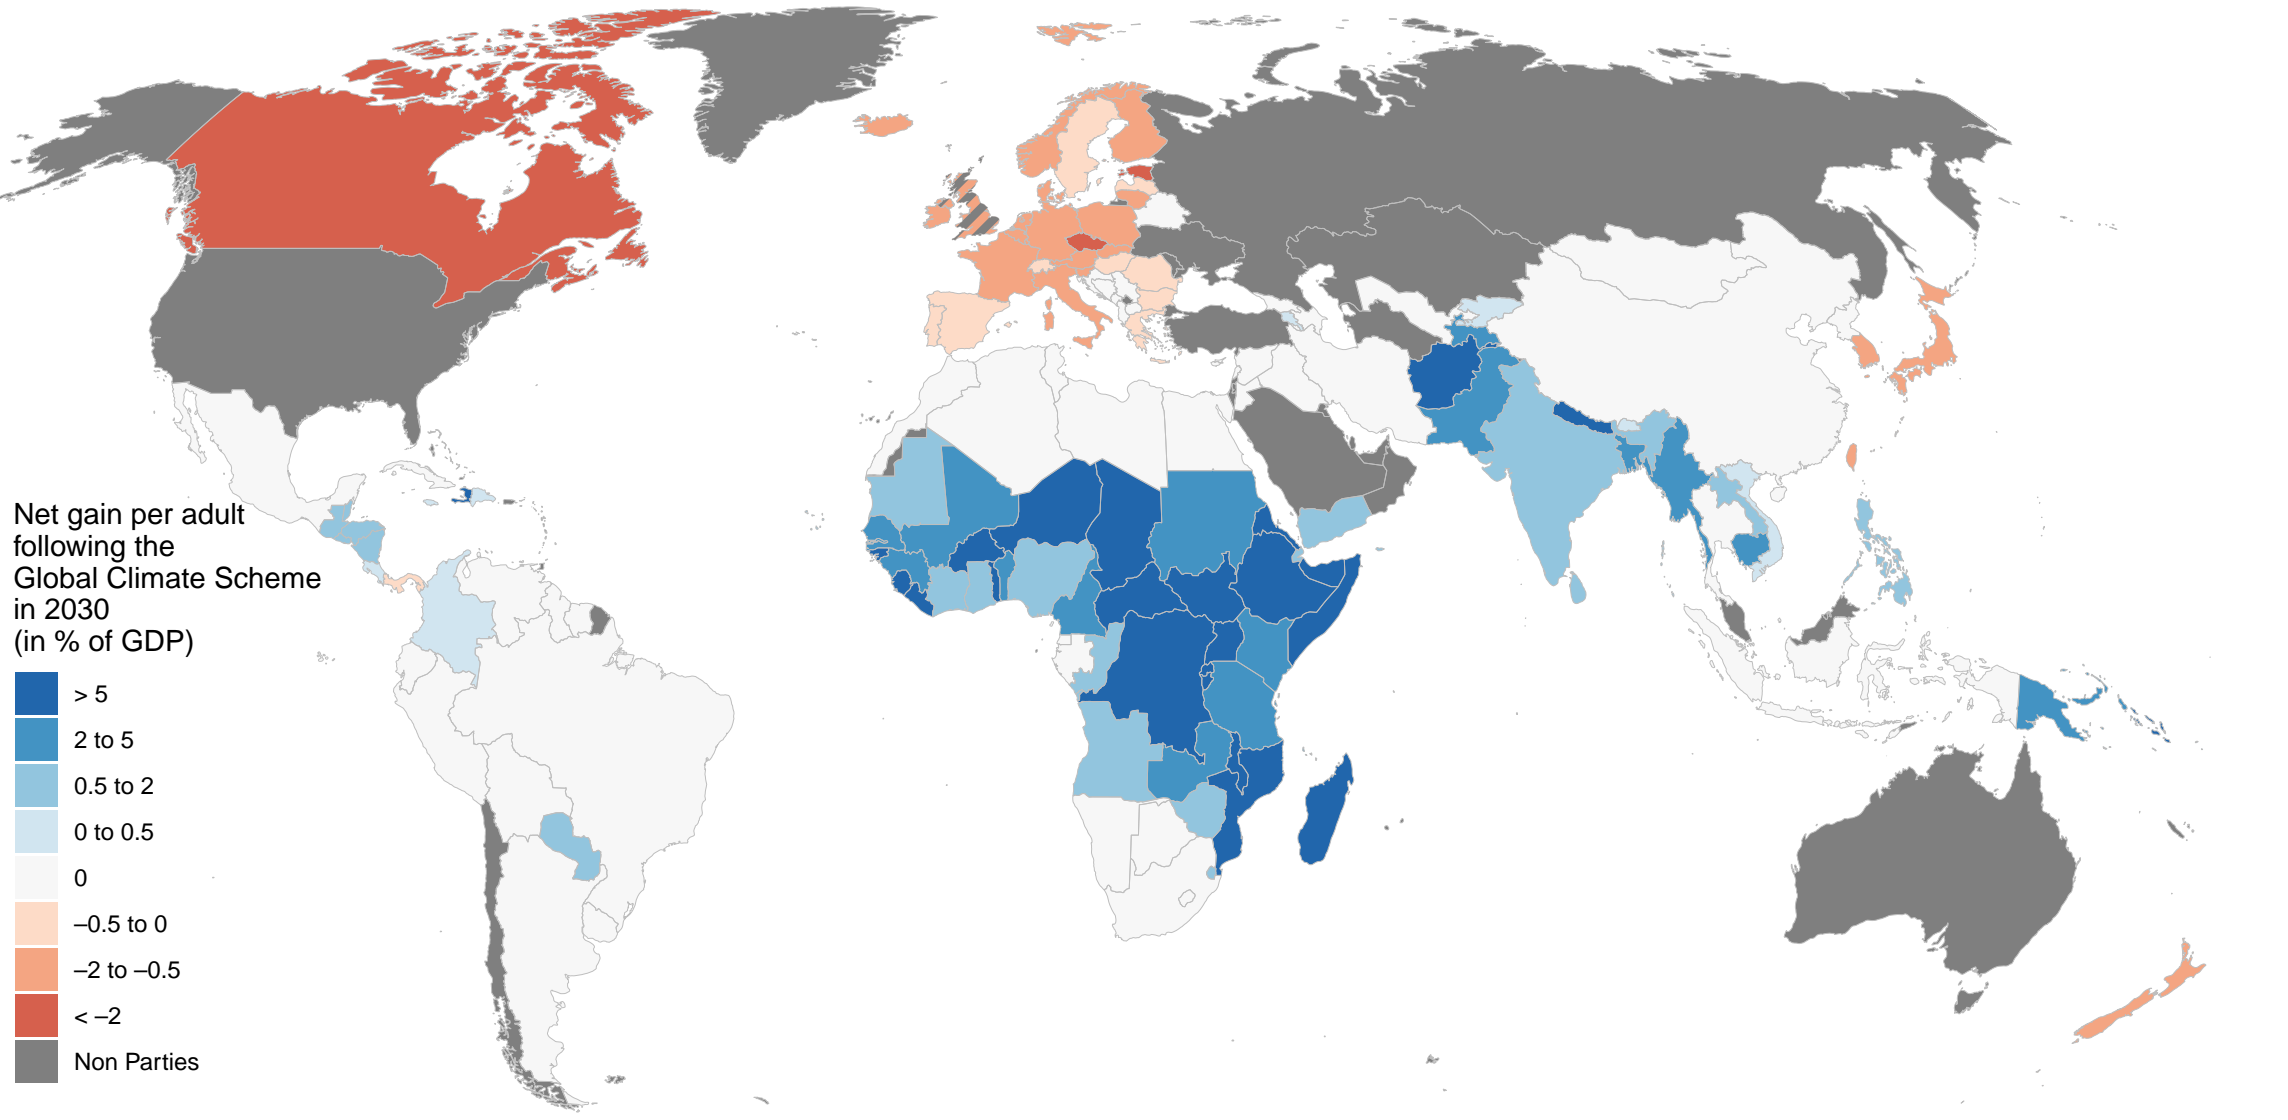 Net gain per adult
following the
Global Climate Scheme
in 2030
(in % of GDP)
> 5
2 to 5
0.5 to 2
0 to 0.5
0
–0.5 to 0
–2 to –0.5
< –2
Non Parties